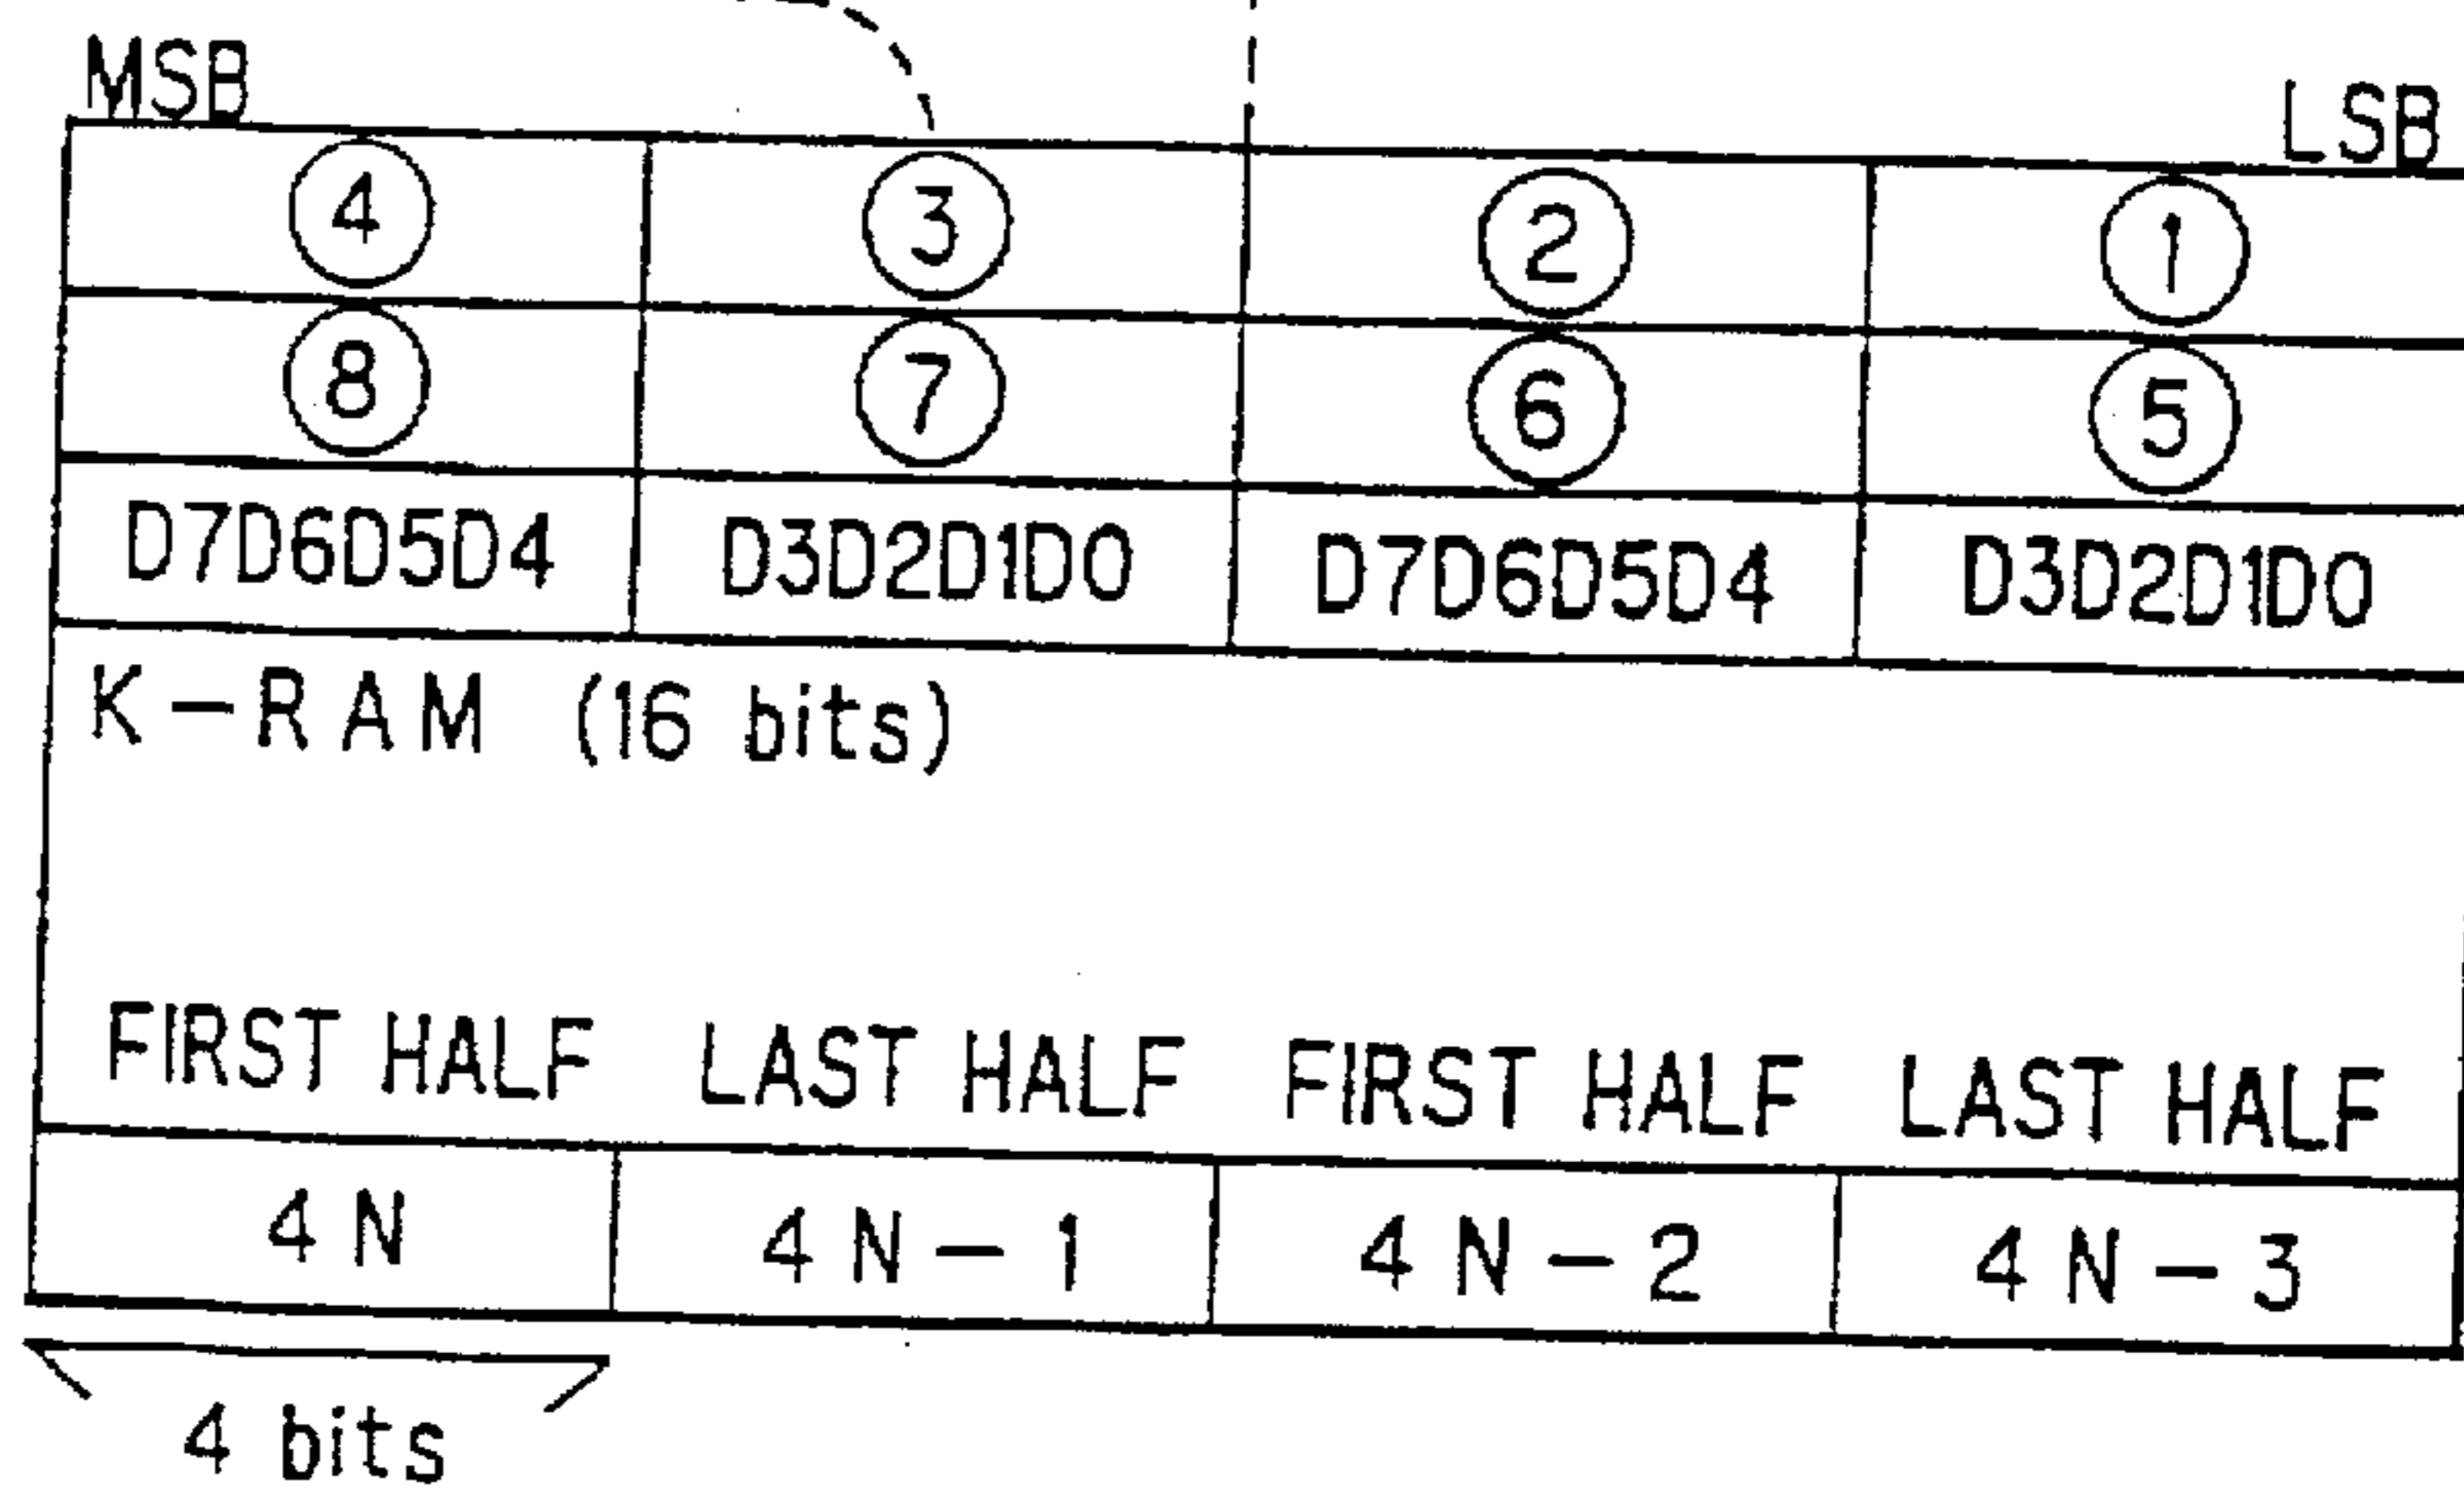 MSB LSB
④ ③ ② ①
⑧ ⑦ ⑥ ⑤
D7D6D5D4 D3D2D1D0 D7D6D5D4 D3D2D1D0
K-RAM (16 bits)
FIRST HALF LAST HALF FIRST HALF LAST HALF
4N 4N-1 4N-2 4N-3
4 bits